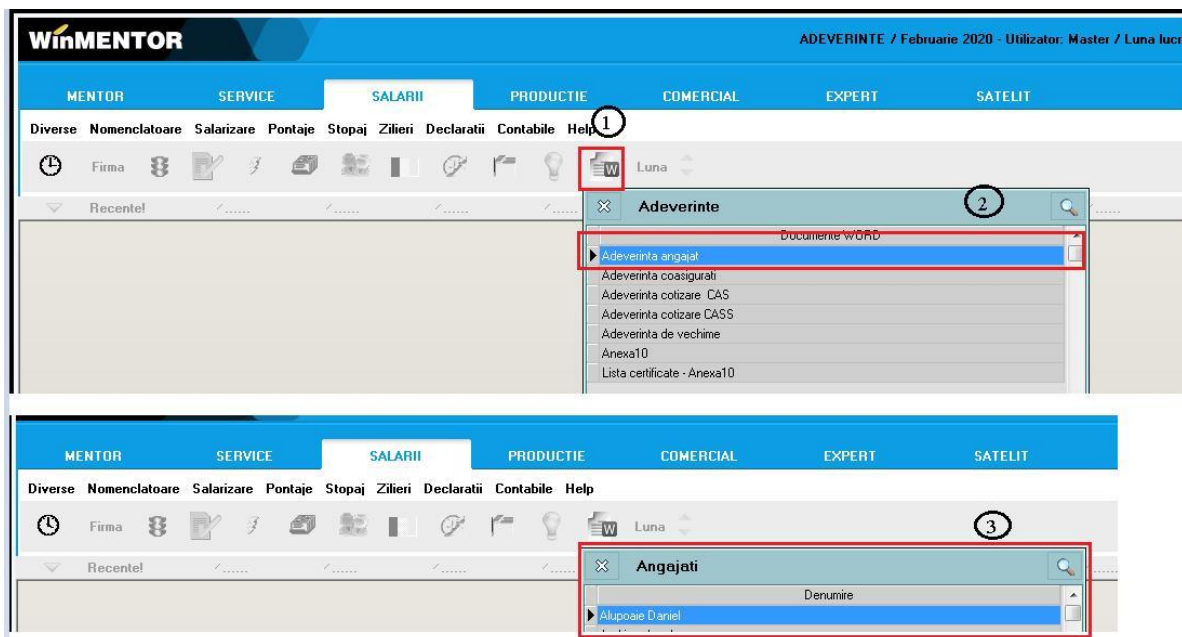 WinMENTOR
ADEVERINTE / Februarie 2020 - Utilizator: Master / Luna lucr
MENTOR SERVICE SALARII PRODUCTIE COMERCIAL EXPERT SATELIT
Diverse Nomenclatoare Salarizare Pontaje Stopaj Zilieri Declaratii Contabile Help
1
Firma W Luna
Recente!
Adeverinte
2
Documente WORD
Adeverinta angajat
Adeverinta coasigurati
Adeverinta cotizare CAS
Adeverinta cotizare CASS
Adeverinta de vechime
Anexa10
Lista certificate - Anexa10
MENTOR SERVICE SALARII PRODUCTIE COMERCIAL EXPERT SATELIT
Diverse Nomenclatoare Salarizare Pontaje Stopaj Zilieri Declaratii Contabile Help
Firma W Luna
3
Recente!
Angajati
Denumire
Alupoaie Daniel